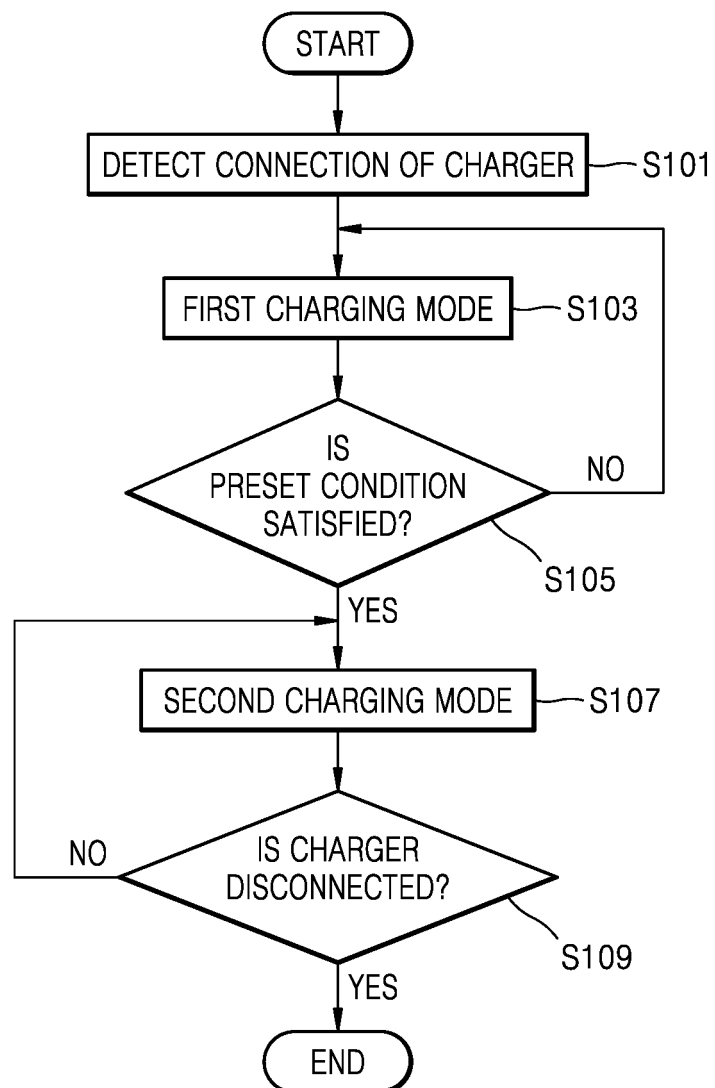 START
DETECT CONNECTION OF CHARGER
S101
FIRST CHARGING MODE
S103
IS
PRESET CONDITION
SATISFIED?
NO
S105
YES
SECOND CHARGING MODE
S107
NO
IS CHARGER
DISCONNECTED?
S109
YES
END